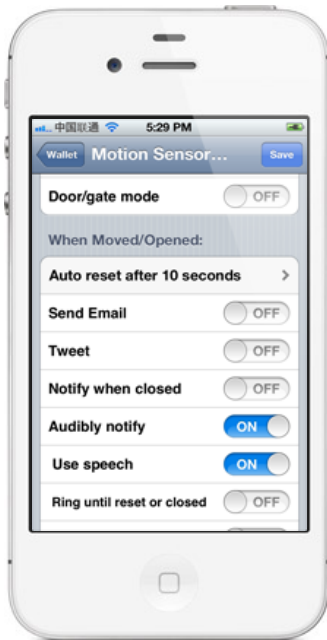 中国联通 5:29 PM
Wallet Motion Sensor... Save
Door/gate mode OFF
When Moved/Opened:
Auto reset after 10 seconds >
Send Email OFF
Tweet OFF
Notify when closed OFF
Audibly notify ON
Use speech ON
Ring until reset or closed OFF